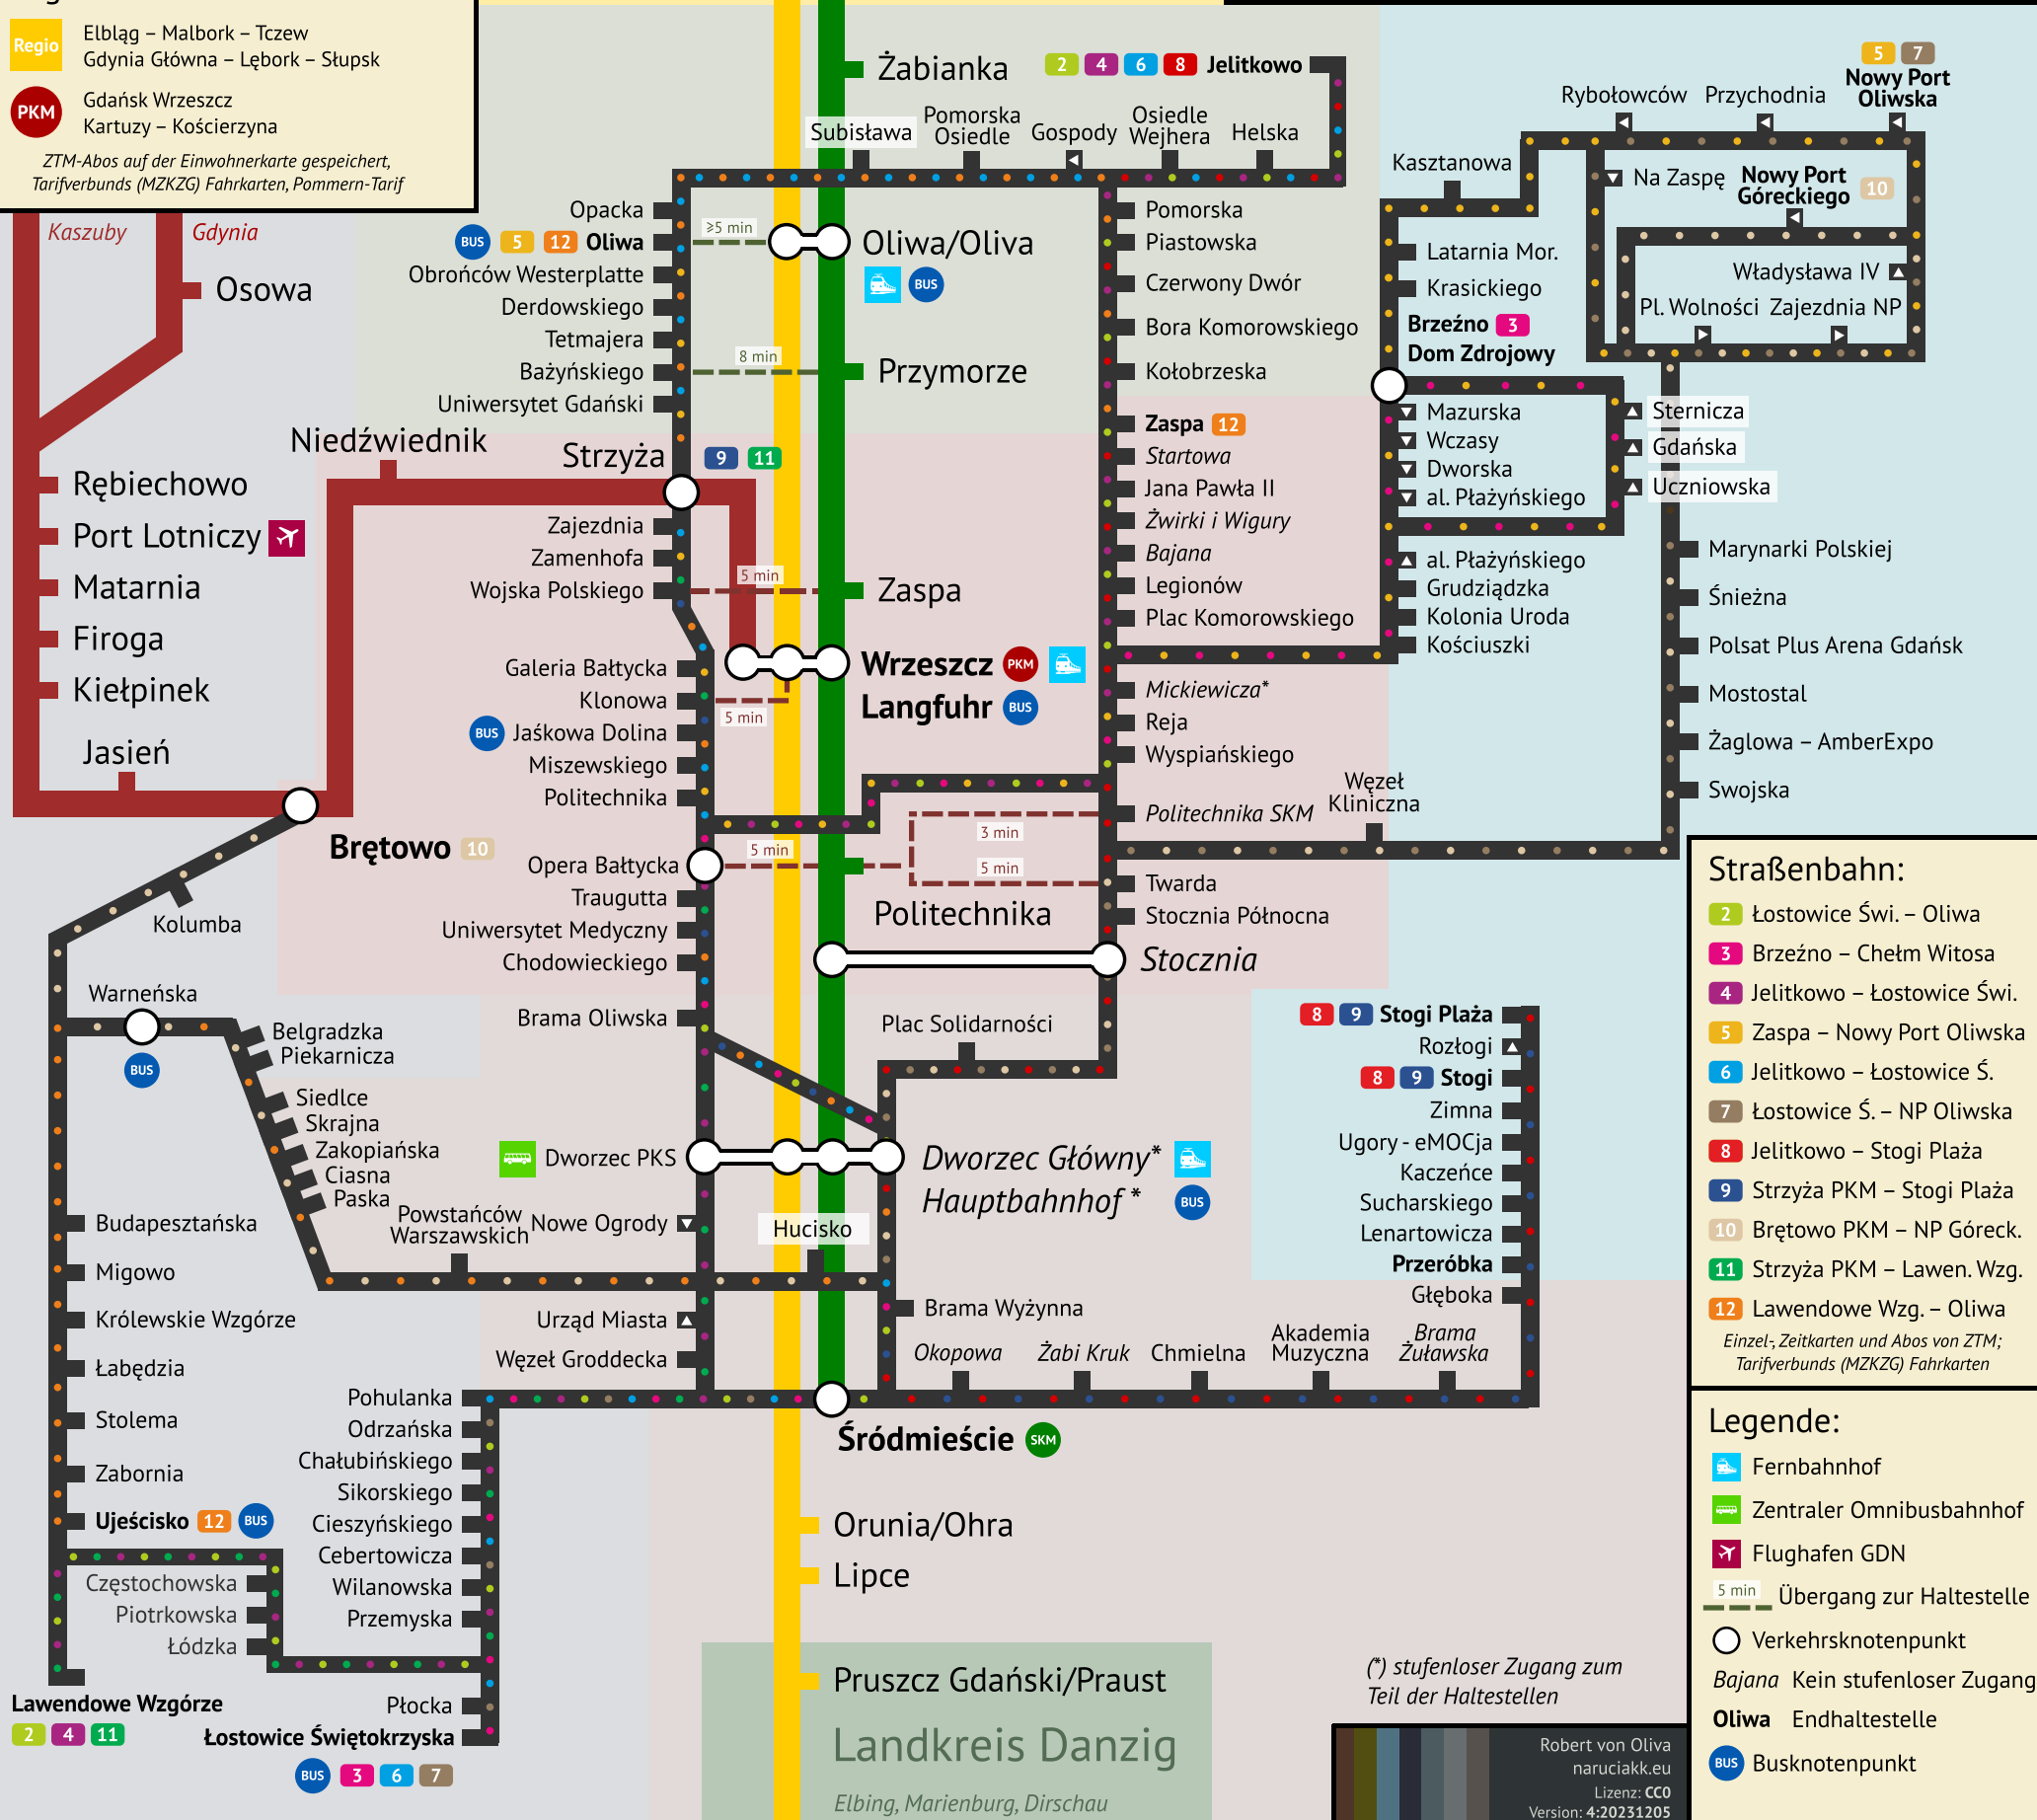 Regio
Elbląg – Malbork – Tczew
Gdynia Główna – Lębork – Słupsk
PKM
Gdańsk Wrzeszcz
Kartuzy – Kościerzyna
ZTM-Abos auf der Einwohnerkarte gespeichert,
Tarifverbunds (MZKZG) Fahrkarten, Pommern-Tarif
Kaszuby
Gdynia
Osowa
Niedźwiednik
Rębiechowo
Port Lotniczy
Matarnia
Firoga
Kiełpinek
Jasień
Brętowo 10
Kolumba
Warneńska
BUS
Belgradzka
Piekarnicza
Siedlce
Skrajna
Zakopiańska
Ciasna
Paska
Powstańców
Warszawskich
Budapesztańska
Migowo
Królewskie Wzgórze
Łabędzia
Stolema
Zabornia
Ujeścisko 12 BUS
Częstochowska
Piotrkowska
Łódzka
Lawendowe Wzgórze
2 4 11
Żabianka
2 4 6 8 Jelitkowo
Subisława
Pomorska
Osiedle
Gospody
Osiedle
Wejhera
Helska
Opacka
BUS 5 12 Oliwa
Obrońców Westerplatte
Derdowskiego
Tetmajera
Bażyńskiego
Uniwersytet Gdański
Strzyża 9 11
Zajezdnia
Zamenhofa
Wojska Polskiego
Galeria Bałtycka
Klonowa
BUS Jaśkowa Dolina
Miszewskiego
Politechnika
Opera Bałtycka
Traugutta
Uniwersytet Medyczny
Chodowieckiego
Brama Oliwska
Dworzec PKS
Nowe Ogrody
Hucisko
Urząd Miasta
Węzeł Groddecka
Pohulanka
Odrzańska
Chałubińskiego
Sikorskiego
Cieszyńskiego
Cebertowicza
Wilanowska
Przemyska
Płocka
Łostowice Świętokrzyska
BUS 3 6 7
≥5 min
Oliwa/Oliva
BUS
8 min
Przymorze
5 min
Zaspa
Wrzeszcz PKM
Langfuhr BUS
5 min
5 min
3 min
5 min
Politechnika
Stocznia
Plac Solidarności
Dworzec Główny*
Hauptbahnhof *
BUS
Brama Wyżynna
Okopowa
Żabi Kruk
Chmielna
Akademia
Muzyczna
Brama
Żuławska
Śródmieście SKM
Orunia/Ohra
Lipce
Pruszcz Gdański/Praust
Landkreis Danzig
Elbing, Marienburg, Dirschau
Pomorska
Piastowska
Czerwony Dwór
Bora Komorowskiego
Kołobrzeska
Zaspa 12
Startowa
Jana Pawła II
Żwirki i Wigury
Bajana
Legionów
Plac Komorowskiego
Mickiewicza*
Reja
Wyspiańskiego
Politechnika SKM
Węzeł
Kliniczna
Twarda
Stocznia Północna
8 9 Stogi Plaża
Rozłogi
8 9 Stogi
Zimna
Ugory - eMOCja
Kaczeńce
Sucharskiego
Lenartowicza
Przeróbka
Głęboka
Kasztanowa
Latarnia Mor.
Krasickiego
Brzeźno 3
Dom Zdrojowy
Mazurska
Wczasy
Dworska
al. Płażyńskiego
al. Płażyńskiego
Grudziądzka
Kolonia Uroda
Kościuszki
Sternicza
Gdańska
Uczniowska
5 7
Nowy Port
Oliwska
Rybołowców
Przychodnia
Na Zaspę
Nowy Port
Góreckiego 10
Władysława IV
Pl. Wolności
Zajezdnia NP
Marynarki Polskiej
Śnieżna
Polsat Plus Arena Gdańsk
Mostostal
Żaglowa – AmberExpo
Swojska
Straßenbahn:
2 Łostowice Świ. – Oliwa
3 Brzeźno – Chełm Witosa
4 Jelitkowo – Łostowice Świ.
5 Zaspa – Nowy Port Oliwska
6 Jelitkowo – Łostowice Ś.
7 Łostowice Ś. – NP Oliwska
8 Jelitkowo – Stogi Plaża
9 Strzyża PKM – Stogi Plaża
10 Brętowo PKM – NP Góreck.
11 Strzyża PKM – Lawen. Wzg.
12 Lawendowe Wzg. – Oliwa
Einzel-, Zeitkarten und Abos von ZTM;
Tarifverbunds (MZKZG) Fahrkarten
Legende:
Fernbahnhof
Zentraler Omnibusbahnhof
Flughafen GDN
5 min Übergang zur Haltestelle
Verkehrsknotenpunkt
Bajana Kein stufenloser Zugang
Oliwa Endhaltestelle
BUS Busknotenpunkt
(*) stufenloser Zugang zum
Teil der Haltestellen
Robert von Oliva
naruciakk.eu
Lizenz: CC0
Version: 4:20231205